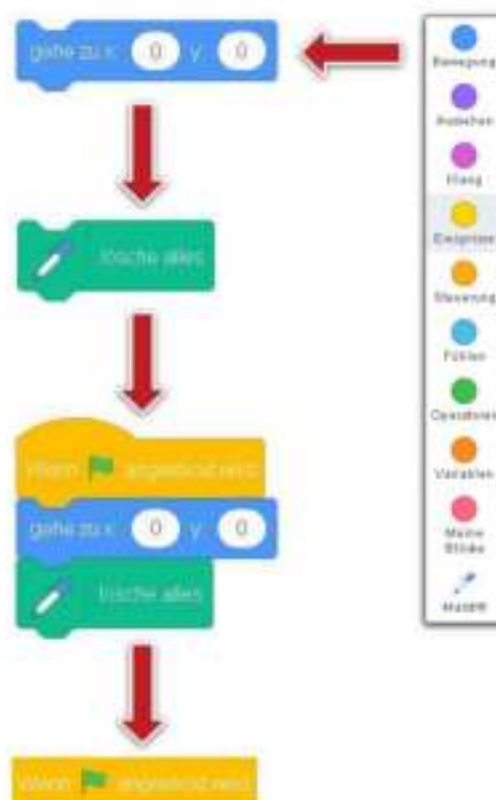 gehe zu x: 0 y: 0
lösche alles
Wenn angeklickt wird
gehe zu x: 0 y: 0
lösche alles
Wenn angeklickt wird
Bewegung
Aussehen
Klang
Ereignisse
Steuerung
Fühlen
Operatoren
Variablen
Meine
Blöcke